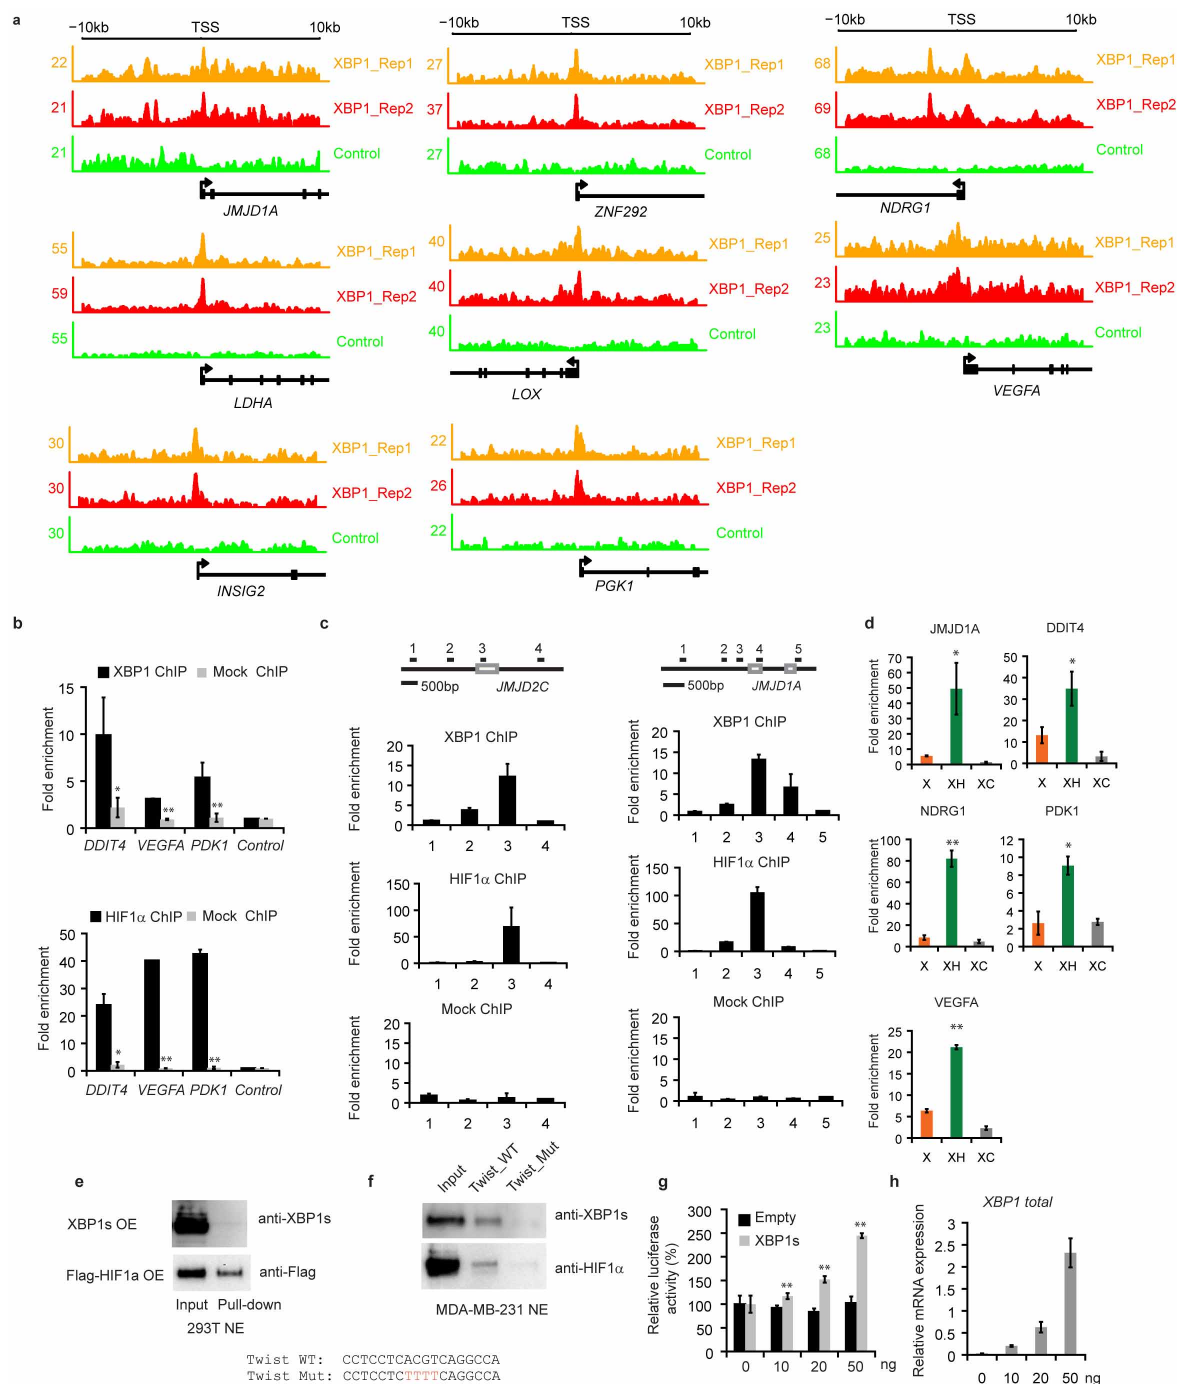 a
−10kb TSS 10kb
22 XBP1_Rep1
21 XBP1_Rep2
21 Control
JMJD1A
−10kb TSS 10kb
27 XBP1_Rep1
37 XBP1_Rep2
27 Control
ZNF292
−10kb TSS 10kb
68 XBP1_Rep1
69 XBP1_Rep2
68 Control
NDRG1
55 XBP1_Rep1
59 XBP1_Rep2
55 Control
LDHA
40 XBP1_Rep1
40 XBP1_Rep2
40 Control
LOX
25 XBP1_Rep1
23 XBP1_Rep2
23 Control
VEGFA
30 XBP1_Rep1
30 XBP1_Rep2
30 Control
INSIG2
22 XBP1_Rep1
26 XBP1_Rep2
22 Control
PGK1
b
XBP1 ChIP Mock ChIP
Fold enrichment
15
10
5
0
* ** **
DDIT4 VEGFA PDK1 Control
HIF1α ChIP Mock ChIP
Fold enrichment
50
40
30
20
10
0
* ** **
DDIT4 VEGFA PDK1 Control
c
1 2 3 4
500bp JMJD2C
XBP1 ChIP
Fold enrichment
20
15
10
5
0
1 2 3 4
HIF1α ChIP
Fold enrichment
150
100
50
0
1 2 3 4
Mock ChIP
Fold enrichment
20
15
10
5
0
1 2 3 4
1 2 3 4 5
500bp JMJD1A
XBP1 ChIP
Fold enrichment
20
15
10
5
0
1 2 3 4 5
HIF1α ChIP
Fold enrichment
150
100
50
0
1 2 3 4 5
Mock ChIP
Fold enrichment
20
15
10
5
0
1 2 3 4 5
d
JMJD1A
Fold enrichment
70
60
50
40
30
20
10
0
*
X XH XC
DDIT4
50
40
30
20
10
0
*
X XH XC
NDRG1
Fold enrichment
100
80
60
40
20
0
**
X XH XC
PDK1
12
10
8
6
4
2
0
*
X XH XC
VEGFA
Fold enrichment
25
20
15
10
5
0
**
X XH XC
e
XBP1s OE anti-XBP1s
Flag-HIF1a OE anti-Flag
Input Pull-down
293T NE
f
Input Twist_WT Twist_Mut
anti-XBP1s
anti-HIF1α
MDA-MB-231 NE
Twist WT: CCTCCTCACGTCAGGCCA
Twist Mut: CCTCCTCTTTTCAGGCCA
g
Empty
XBP1s
Relative luciferase
activity (%)
300
250
200
150
100
50
0
** ** **
0 10 20 50 ng
h
XBP1 total
Relative mRNA expression
3
2.5
2
1.5
1
0.5
0
0 10 20 50 ng